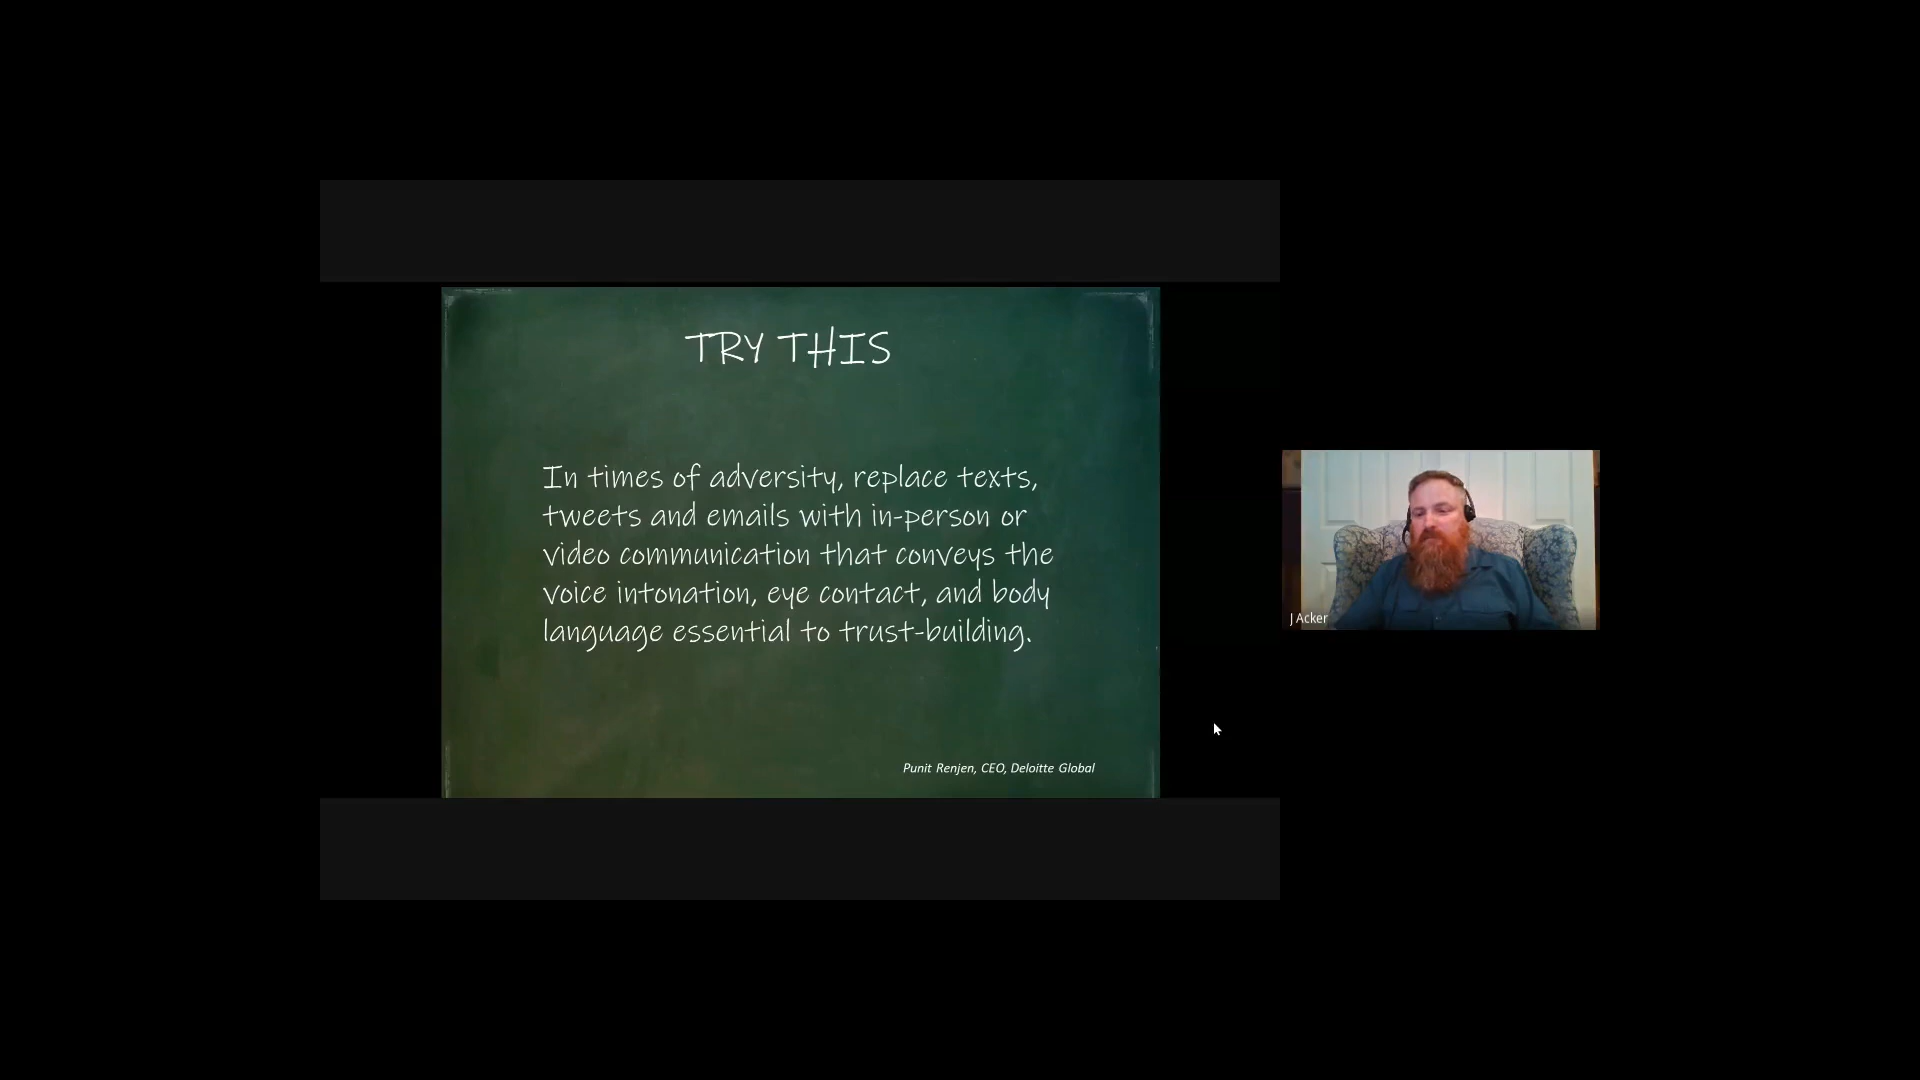 TRY THIS
In times of adversity, replace texts,
tweets and emails with in-person or
video communication that conveys the
voice intonation, eye contact, and body
language essential to trust-building.
Punit Renjen, CEO, Deloitte Global
J Acker